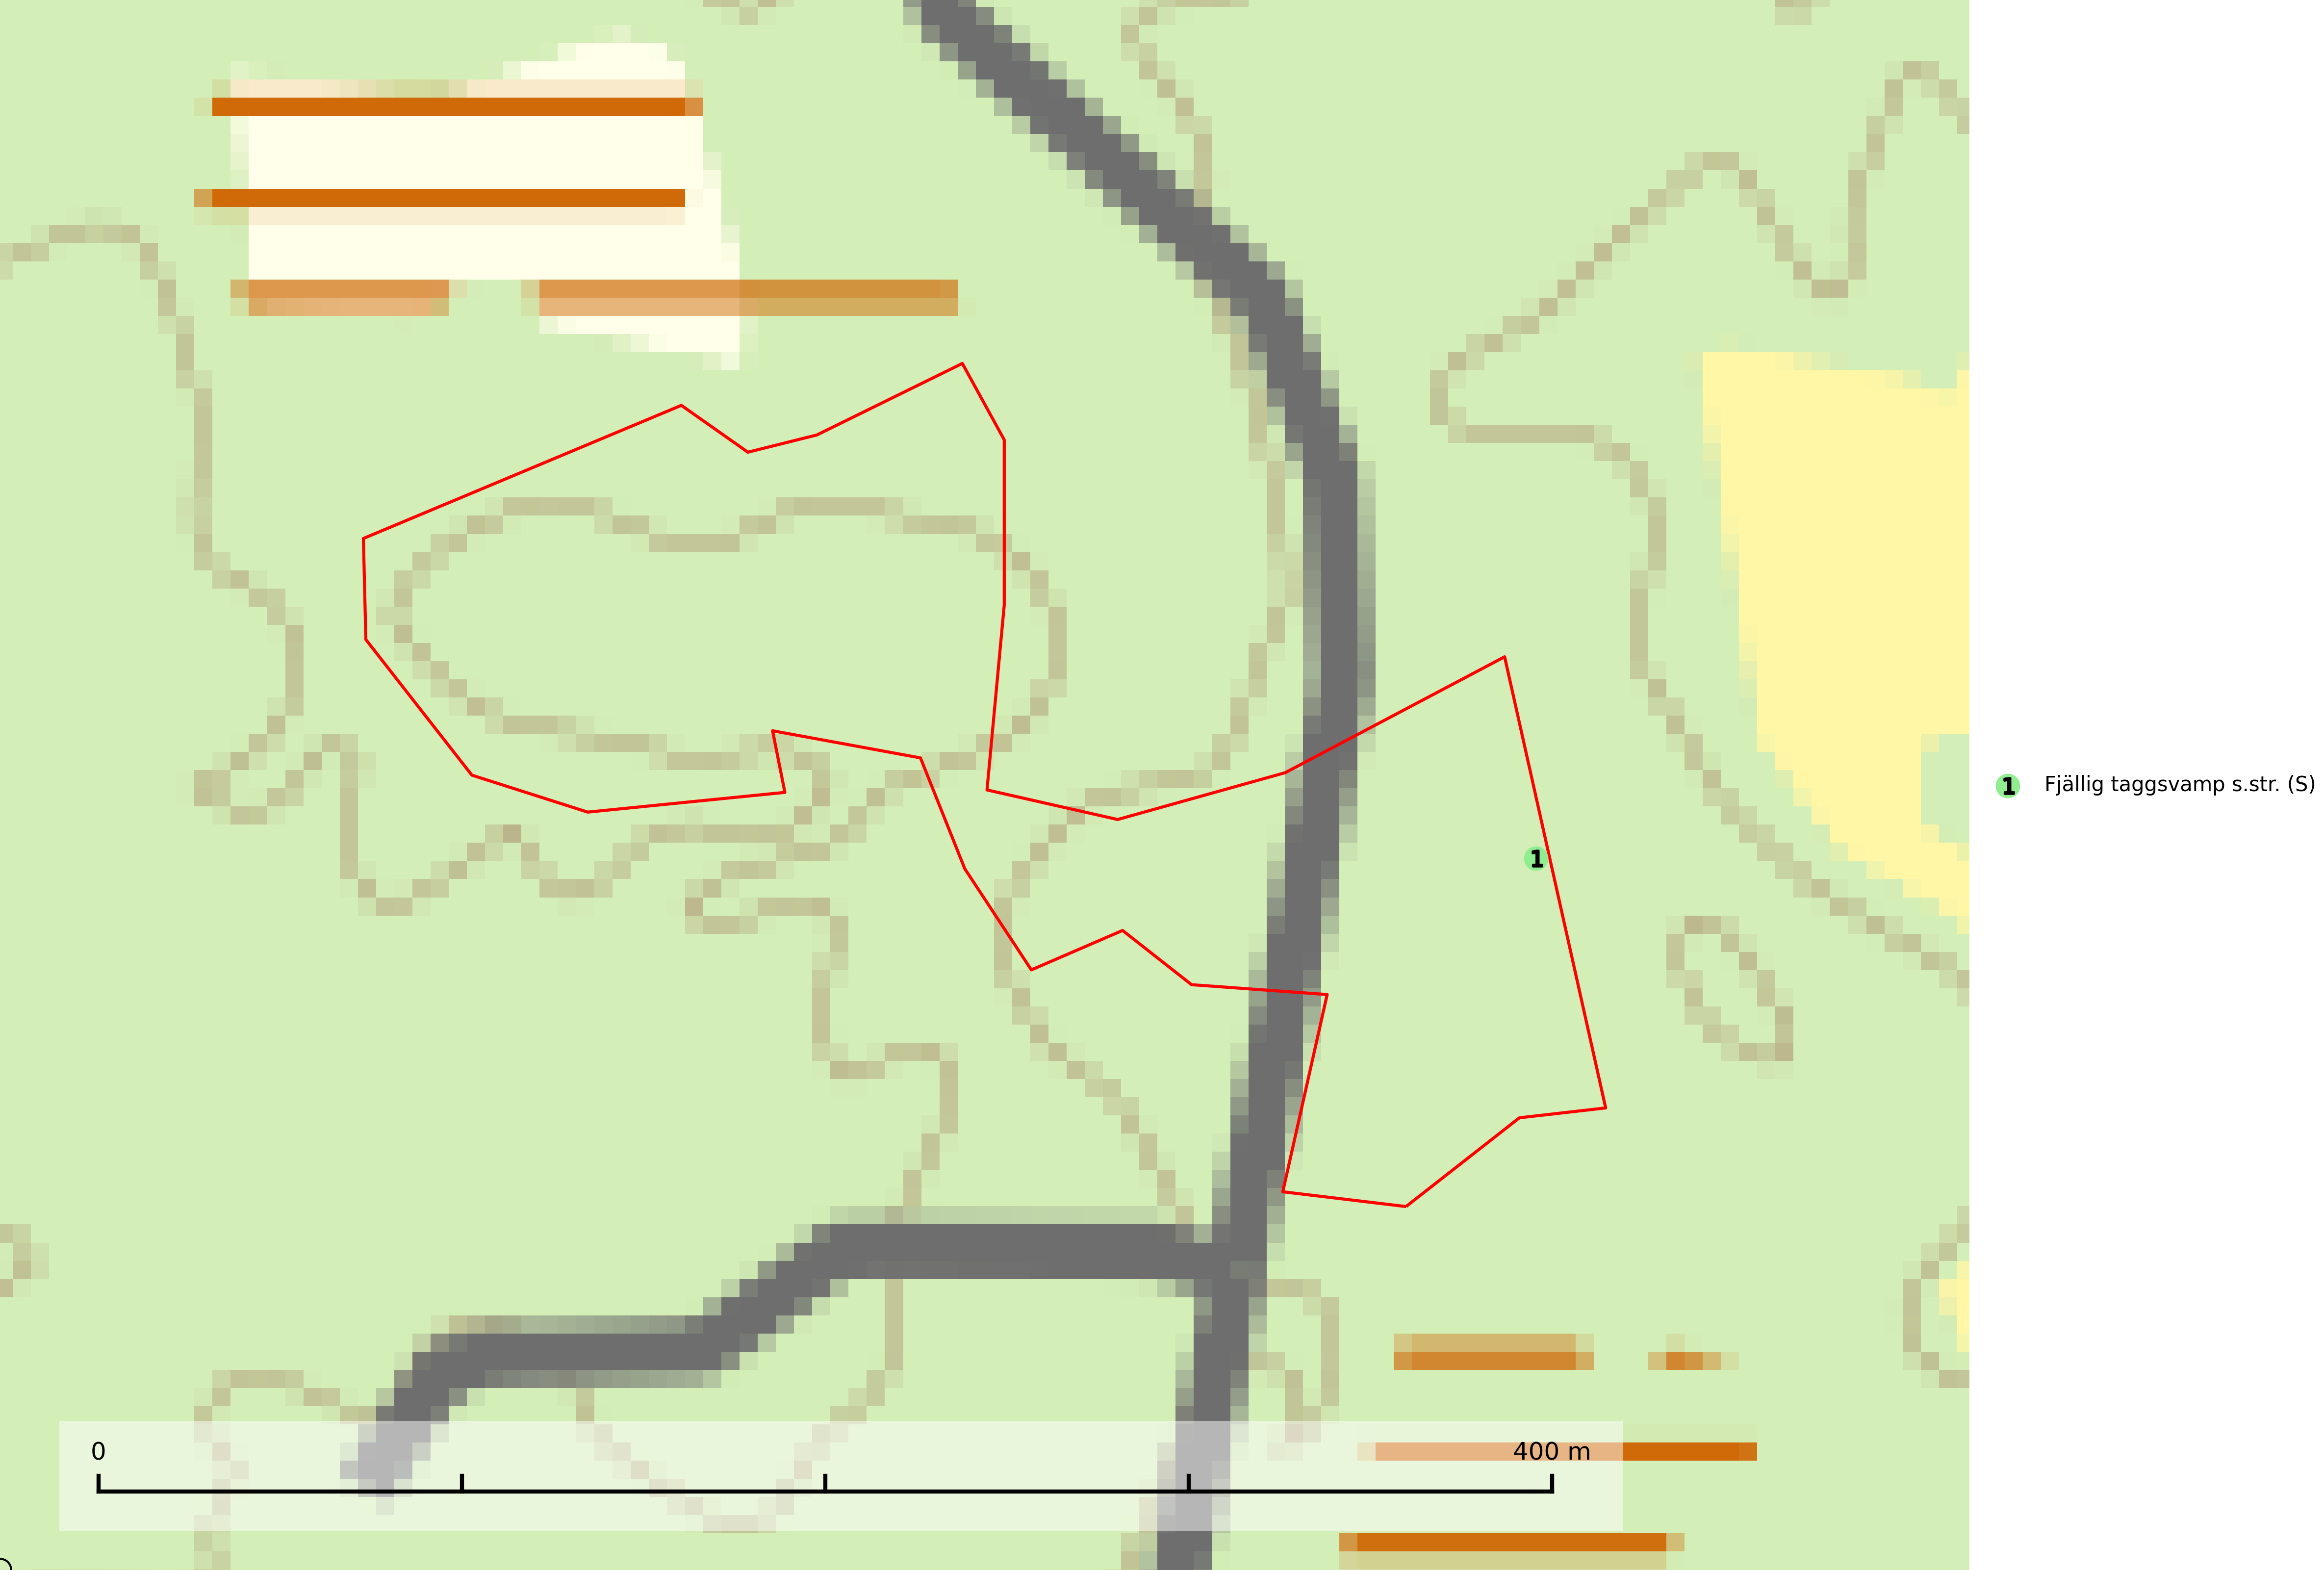 1 Fjällig taggsvamp s.str. (S)
1
0 400 m